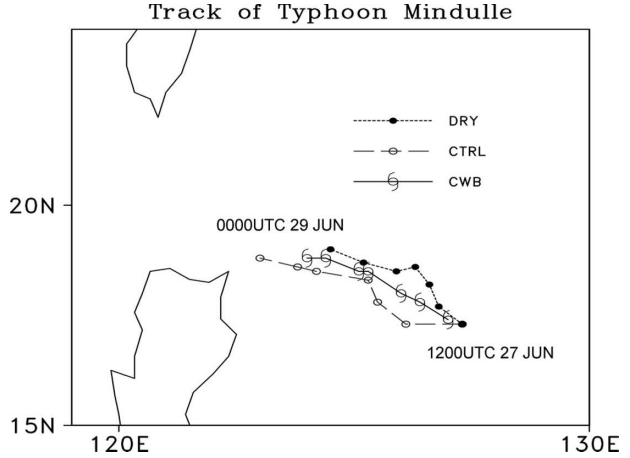 Track of Typhoon Mindulle
DRY
CTRL
CWB
20N
0000UTC 29 JUN
1200UTC 27 JUN
15N
120E
130E